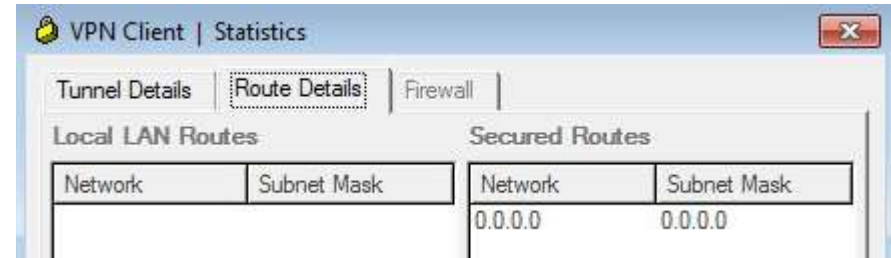 VPN Client | Statistics
Tunnel Details Route Details Firewall
Local LAN Routes Secured Routes
Network Subnet Mask Network Subnet Mask
0.0.0.0 0.0.0.0